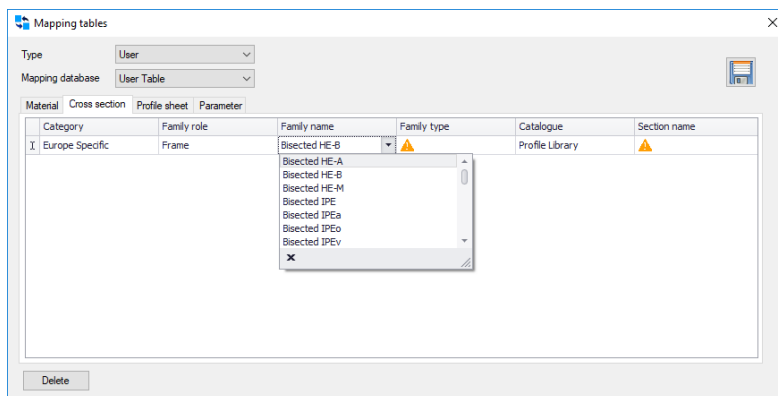 Mapping tables
Type User
Mapping database User Table
Material Cross section Profile sheet Parameter
Category Family role Family name Family type Catalogue Section name
Europe Specific Frame Bisected HE-B Profile Library
Bisected HE-A
Bisected HE-B
Bisected HE-M
Bisected IPE
Bisected IPEa
Bisected IPEo
Bisected IPEv
Delete